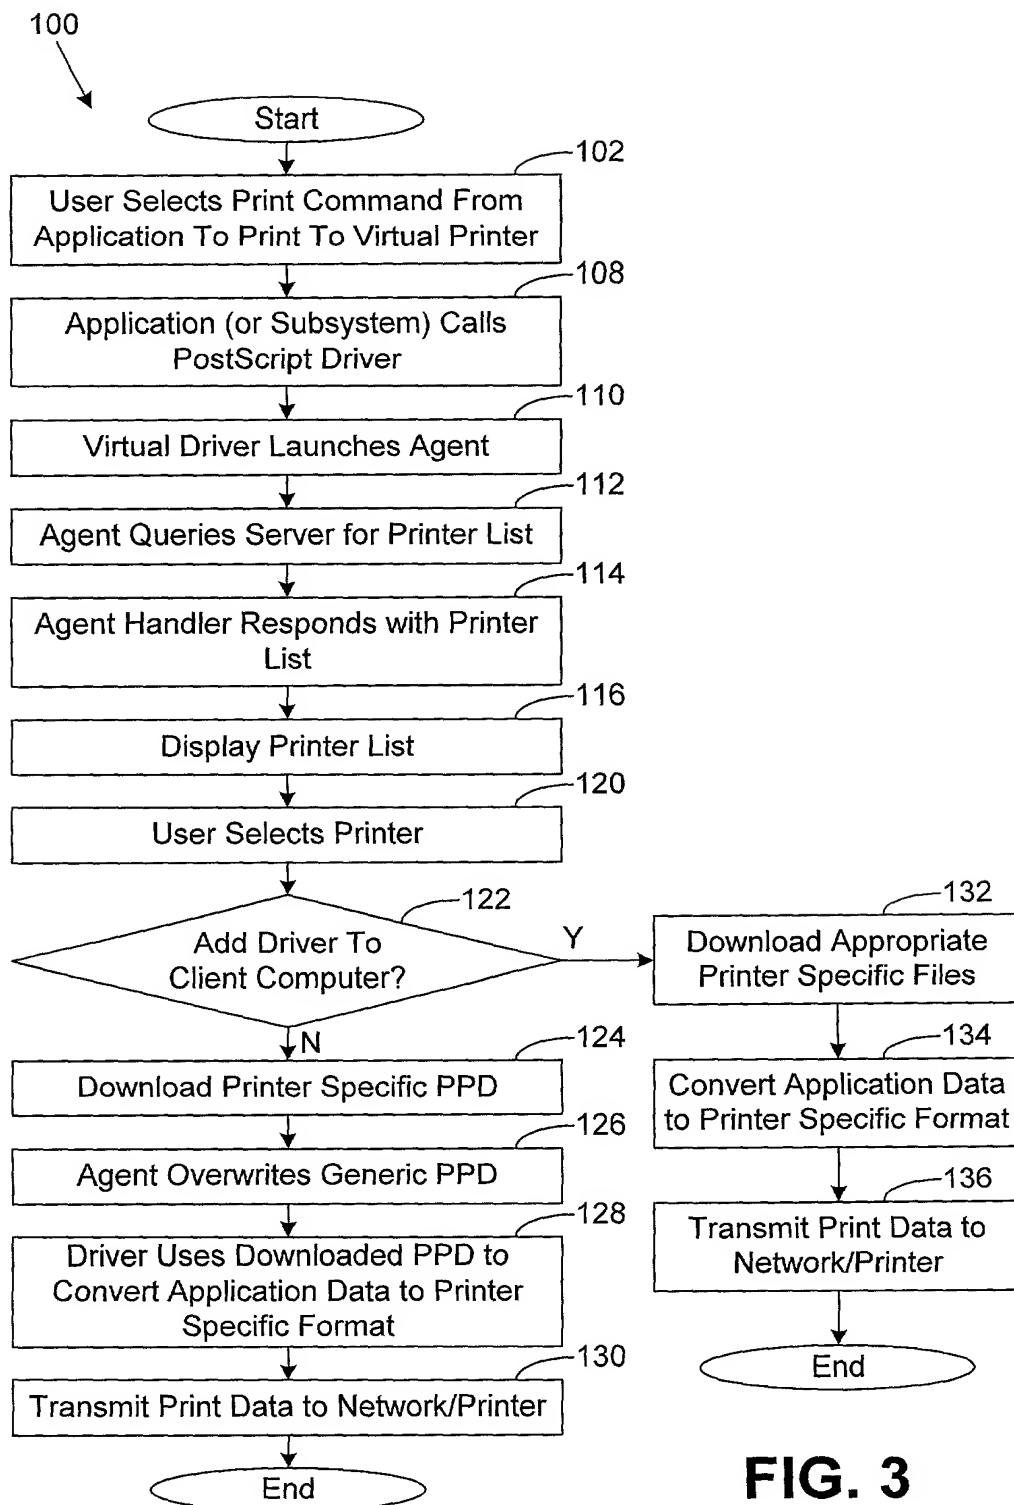 100
Start
102
User Selects Print Command From
Application To Print To Virtual Printer
108
Application (or Subsystem) Calls
PostScript Driver
110
Virtual Driver Launches Agent
112
Agent Queries Server for Printer List
114
Agent Handler Responds with Printer
List
116
Display Printer List
120
User Selects Printer
122
Add Driver To
Client Computer?
Y
N
124
Download Printer Specific PPD
126
Agent Overwrites Generic PPD
128
Driver Uses Downloaded PPD to
Convert Application Data to Printer
Specific Format
130
Transmit Print Data to Network/Printer
End
132
Download Appropriate
Printer Specific Files
134
Convert Application Data
to Printer Specific Format
136
Transmit Print Data to
Network/Printer
End
FIG. 3